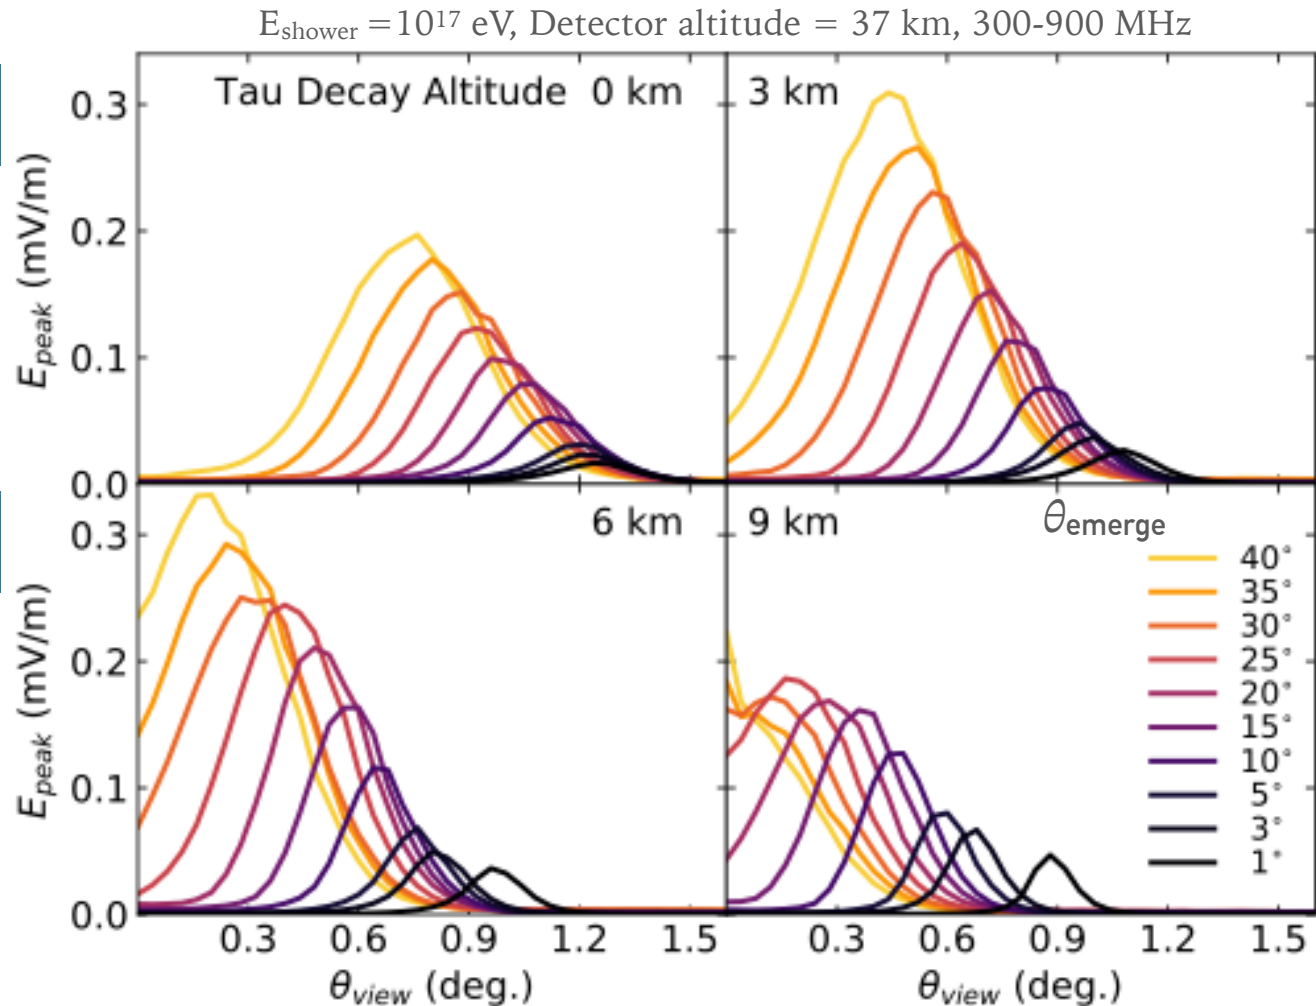 E_shower = 10^17 eV, Detector altitude = 37 km, 300-900 MHz
Tau Decay Altitude 0 km
3 km
0.3
0.2
0.1
0.0
E_peak (mV/m)
6 km
9 km
θ_emerge
0.3
0.2
0.1
0.0
E_peak (mV/m)
40°
35°
30°
25°
20°
15°
10°
5°
3°
1°
0.3 0.6 0.9 1.2 1.5
0.3 0.6 0.9 1.2 1.5
θ_view (deg.)
θ_view (deg.)